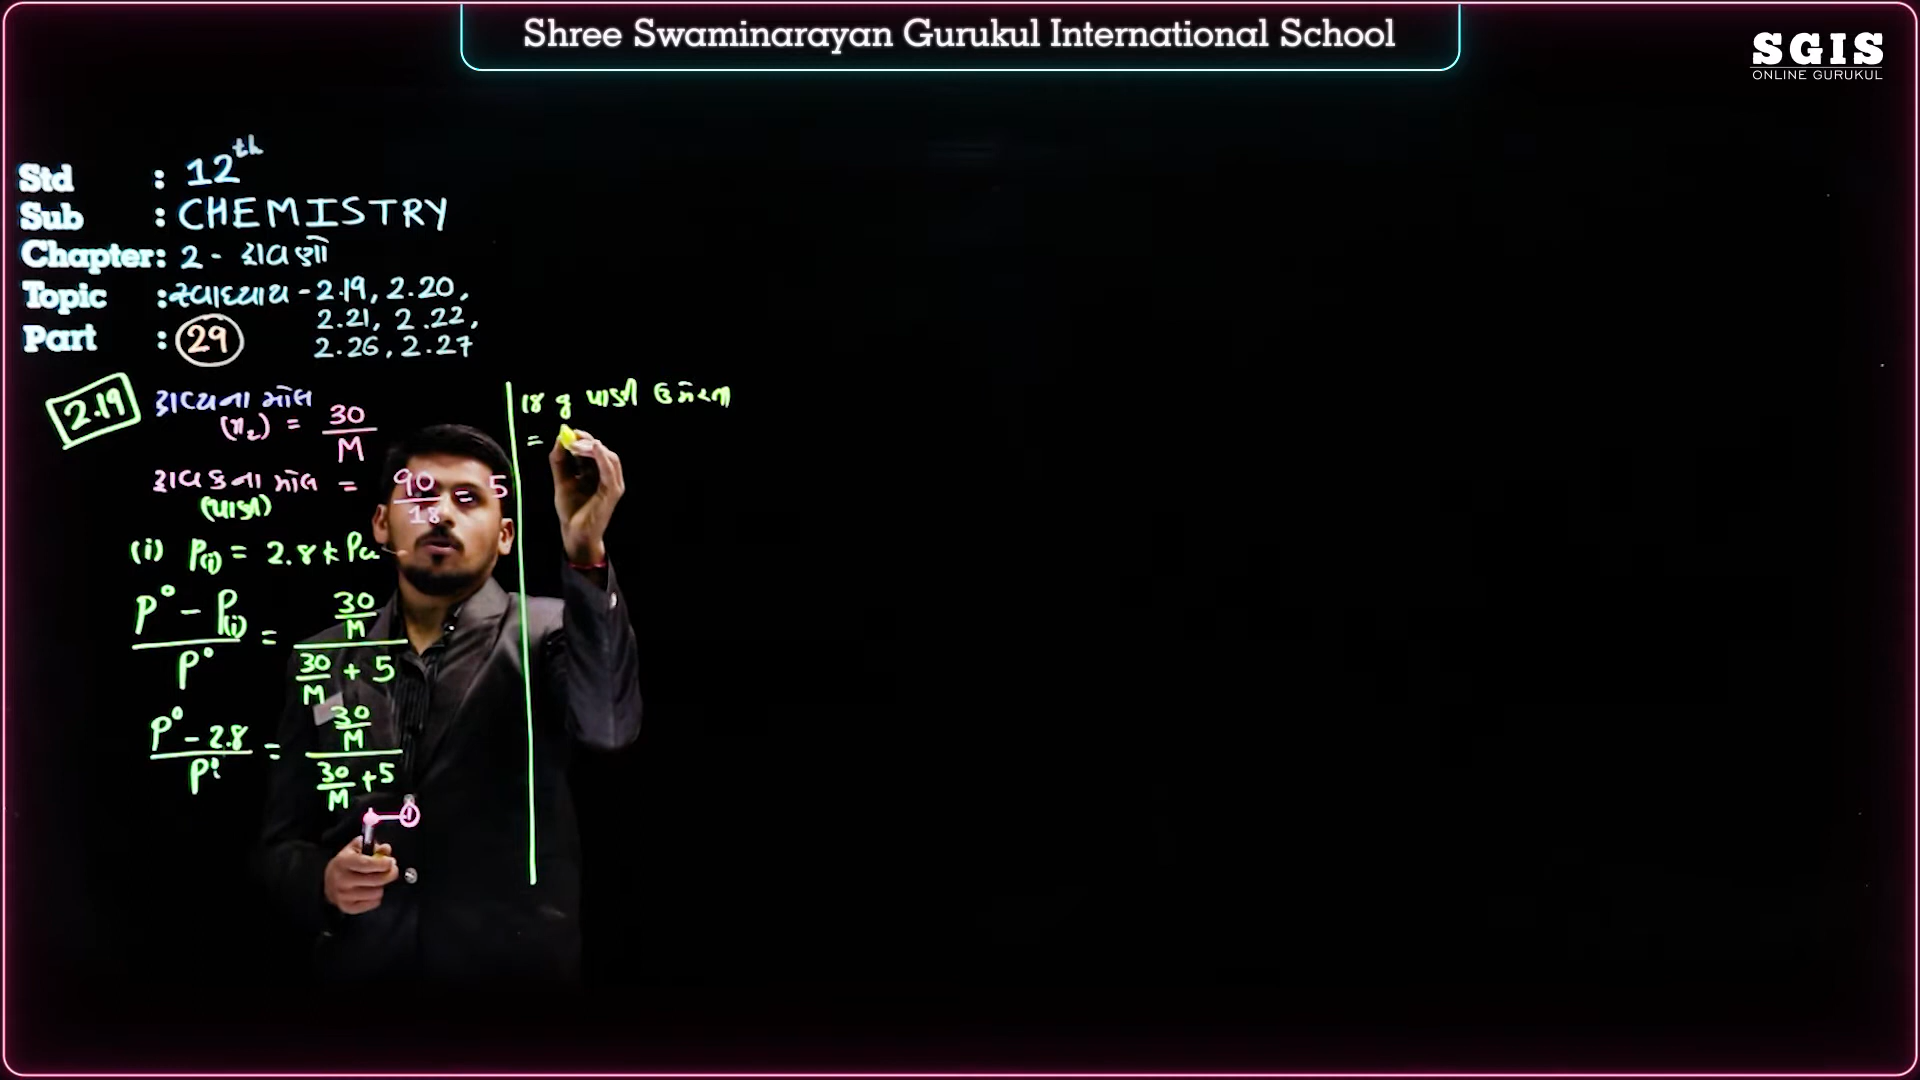 Shree Swaminarayan Gurukul International School
SGIS
ONLINE GURUKUL
Std : 12th
Sub : CHEMISTRY
Chapter: 2 - દ્રાવણો
Topic : સ્વાધ્યાય - 2.19, 2.20,
2.21, 2.22,
Part : 29
2.26, 2.27
2.19
દ્રાવ્યના મોલ
(n₂) = 30/M
દ્રાવકના મોલ = 90/18 = 5
(પાણી)
(i) P(i) = 2.8 k Pa
(P° - P(i))/P° = (30/M)/(30/M + 5)
(P° - 2.8)/P° = (30/M)/(30/M + 5)
①
18 g પાણી ઉમેરતા
=